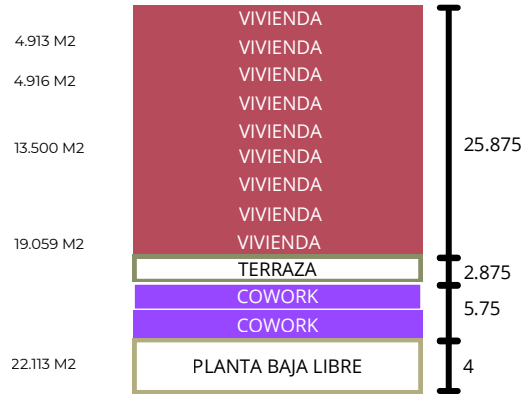 VIVIENDA
4.913 M2
VIVIENDA
4.916 M2
VIVIENDA
VIVIENDA
VIVIENDA
13.500 M2
VIVIENDA
25.875
VIVIENDA
VIVIENDA
19.059 M2
VIVIENDA
TERRAZA
2.875
COWORK
5.75
COWORK
22.113 M2
PLANTA BAJA LIBRE
4